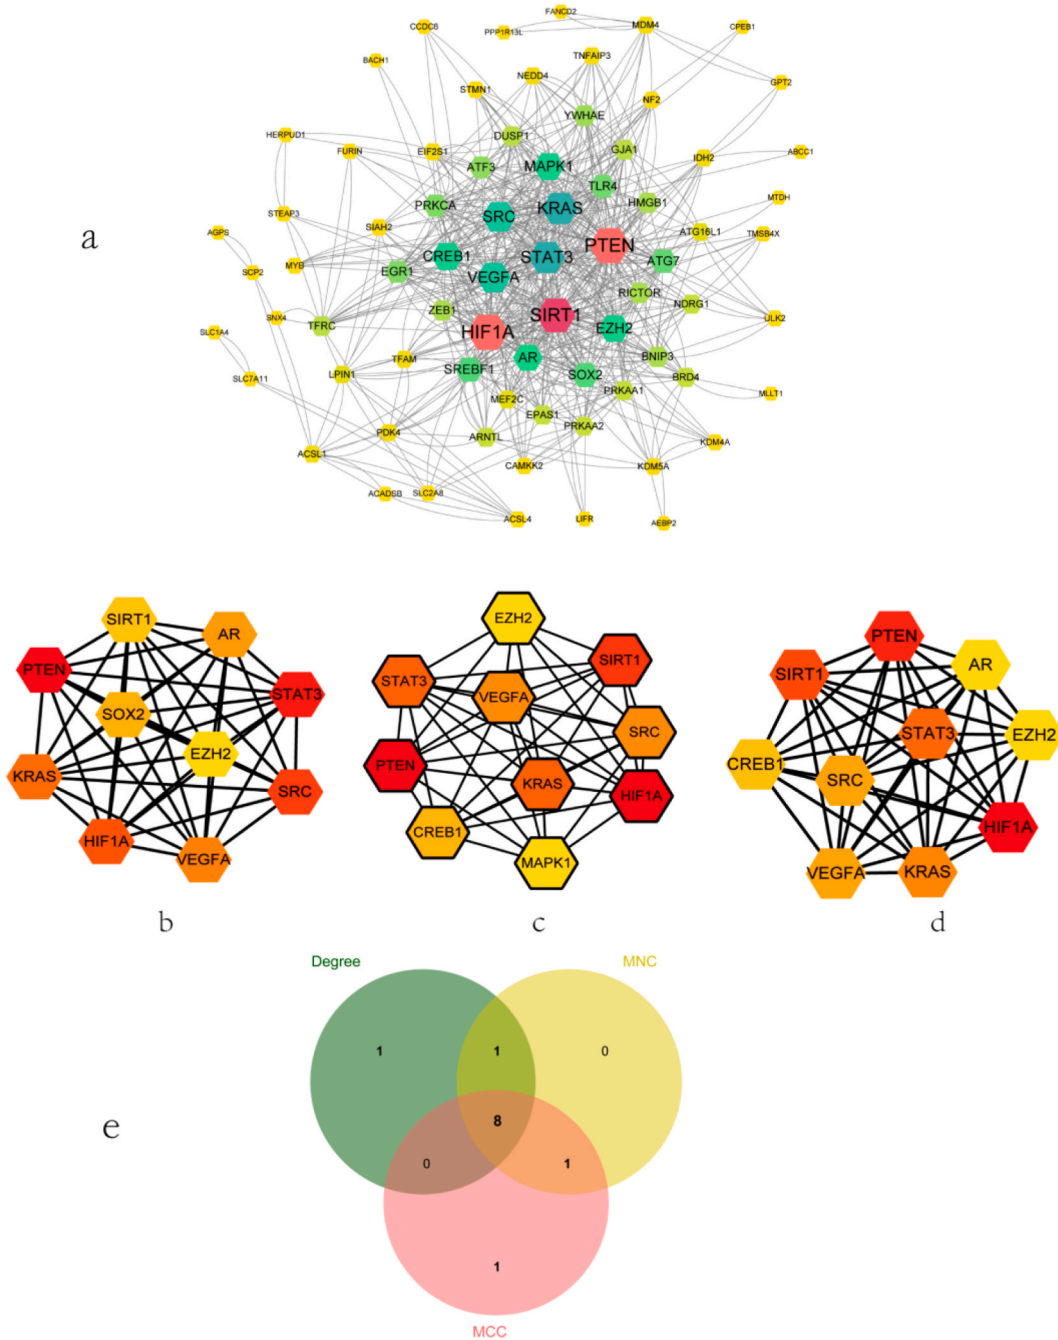 FANCD2
CCDC6
PPP1R13L
MDM4
CPEB1
BACH1
TNFAIP3
NEDD4
GPT2
STMN1
NF2
YWHAE
HERPUD1
DUSP1
FURIN
EIF2S1
GJA1
IDH2
ABCC1
ATF3
MAPK1
TLR4
MTDH
PRKCA
KRAS
HMGB1
STEAP3
SRC
SIAH2
ATG16L1
TMSB4X
AGPS
a
PTEN
CREB1
STAT3
ATG7
MYB
SCP2
EGR1
VEGFA
RICTOR
NDRG1
ZEB1
SIRT1
SNX4
TFRC
ULK2
SLC1A4
HIF1A
EZH2
TFAM
AR
BNIP3
SLC7A11
LPIN1
SREBF1
SOX2
BRD4
PRKAA1
MLLT1
MEF2C
EPAS1
PRKAA2
PDK4
ARNTL
KDM4A
ACSL1
CAMKK2
KDM5A
ACADSB
SLC2A8
ACSL4
LIFR
AEBP2
SIRT1
AR
PTEN
STAT3
SOX2
EZH2
KRAS
SRC
HIF1A
VEGFA
b
EZH2
SIRT1
STAT3
VEGFA
SRC
PTEN
KRAS
HIF1A
CREB1
MAPK1
c
PTEN
AR
SIRT1
STAT3
EZH2
CREB1
SRC
HIF1A
VEGFA
KRAS
d
Degree
MNC
1
1
0
8
e
0
1
1
MCC